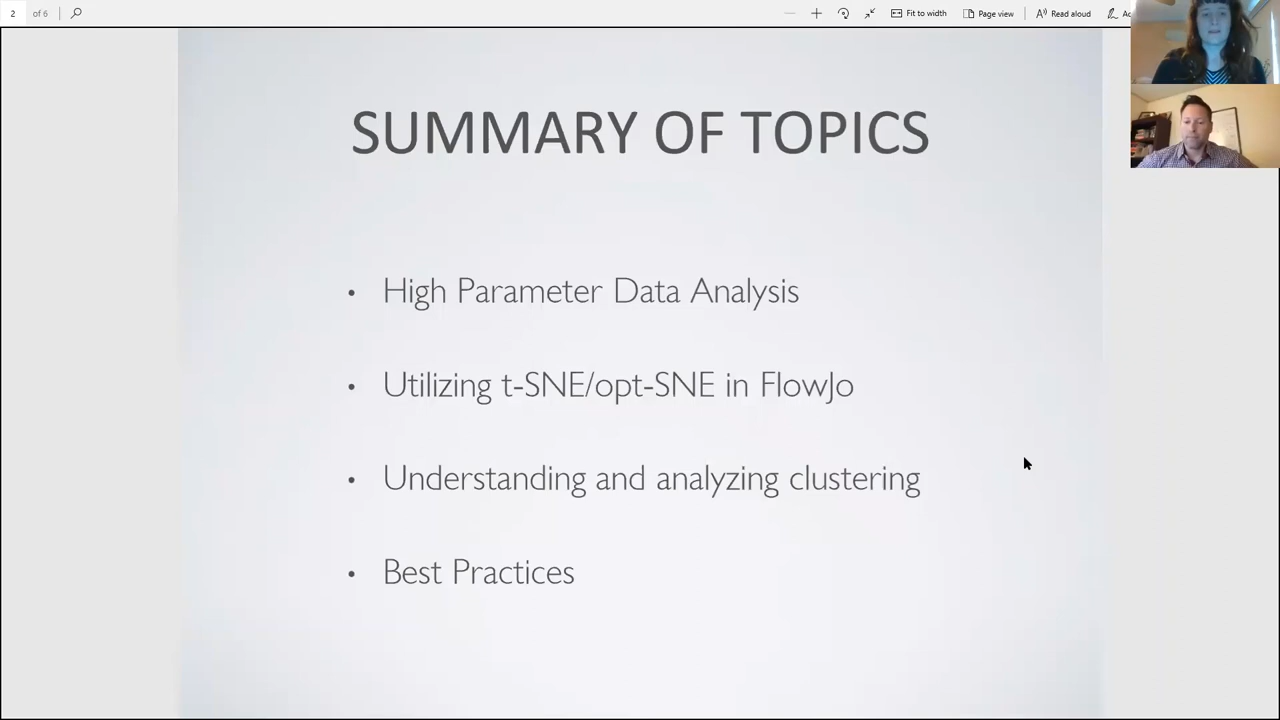 2 of 6 Fit to width Page view Read aloud
SUMMARY OF TOPICS
• High Parameter Data Analysis
• Utilizing t-SNE/opt-SNE in FlowJo
• Understanding and analyzing clustering
• Best Practices